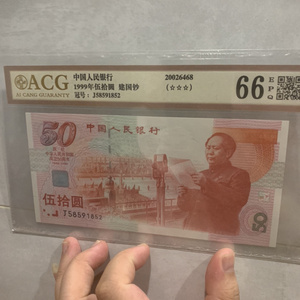 ACG
AI CANG GUARANTY
中国人民银行
1999年伍拾圆 建国钞
冠号：J58591852
20026468
(☆☆☆)
66
EPQ
50
中国人民银行
伍拾圆
J58591852
50